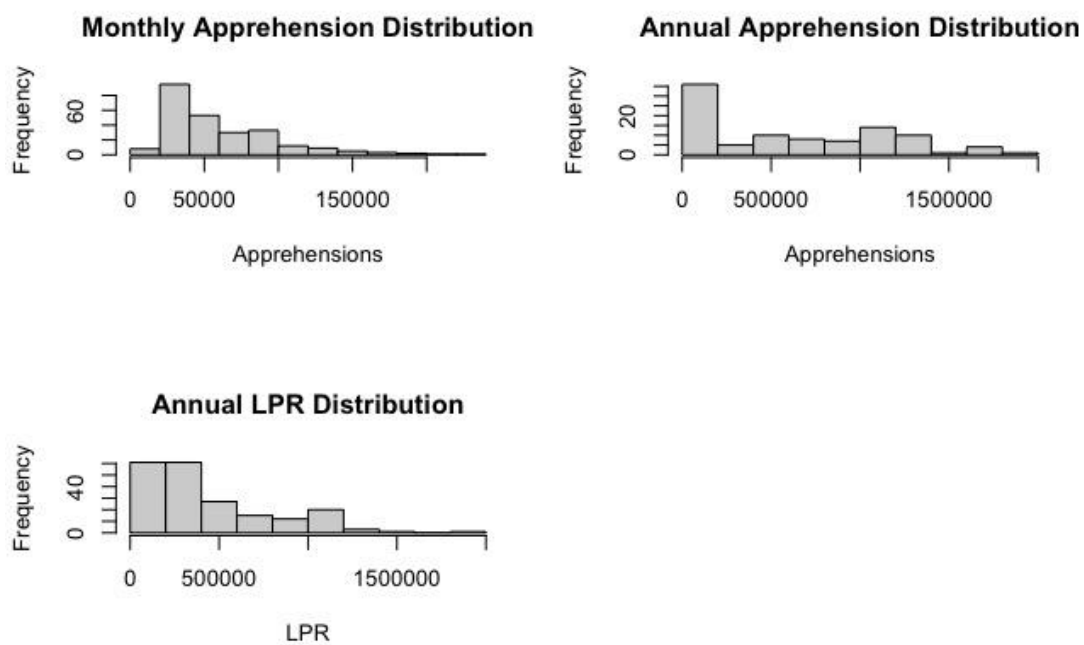 Monthly Apprehension Distribution
Frequency
60
0
0 50000 150000
Apprehensions
Annual Apprehension Distribution
Frequency
20
0
0 500000 1500000
Apprehensions
Annual LPR Distribution
Frequency
40
0
0 500000 1500000
LPR